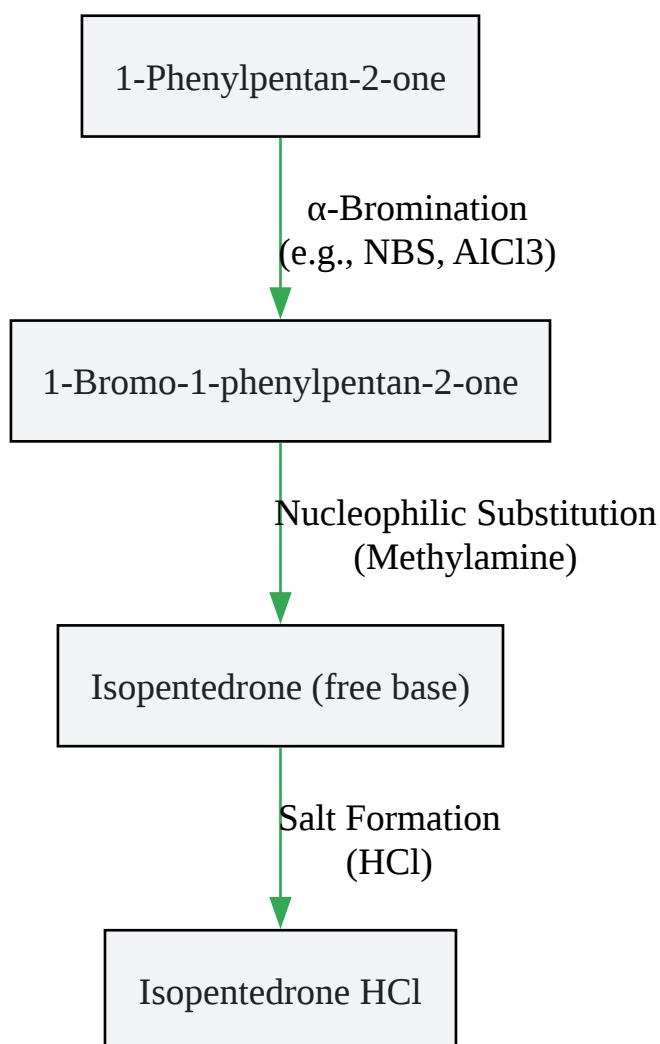 1-Phenylpentan-2-one
α-Bromination
(e.g., NBS, AlCl3)
1-Bromo-1-phenylpentan-2-one
Nucleophilic Substitution
(Methylamine)
Isopentedrone (free base)
Salt Formation
(HCl)
Isopentedrone HCl